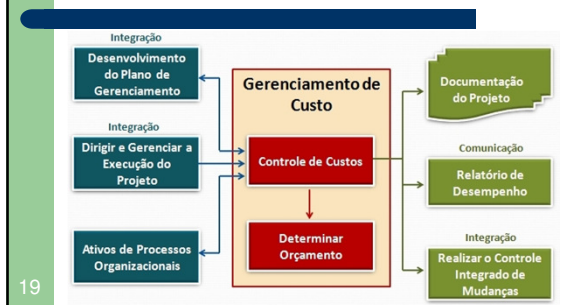 Integração
Desenvolvimento
do Plano de
Gerenciamento
Integração
Dirigir e Gerenciar a
Execução do
Projeto
Ativos de Processos
Organizacionais
Gerenciamento de
Custo
Controle de Custos
Determinar
Orçamento
Documentação
do Projeto
Comunicação
Relatório de
Desempenho
Integração
Realizar o Controle
Integrado de
Mudanças
19